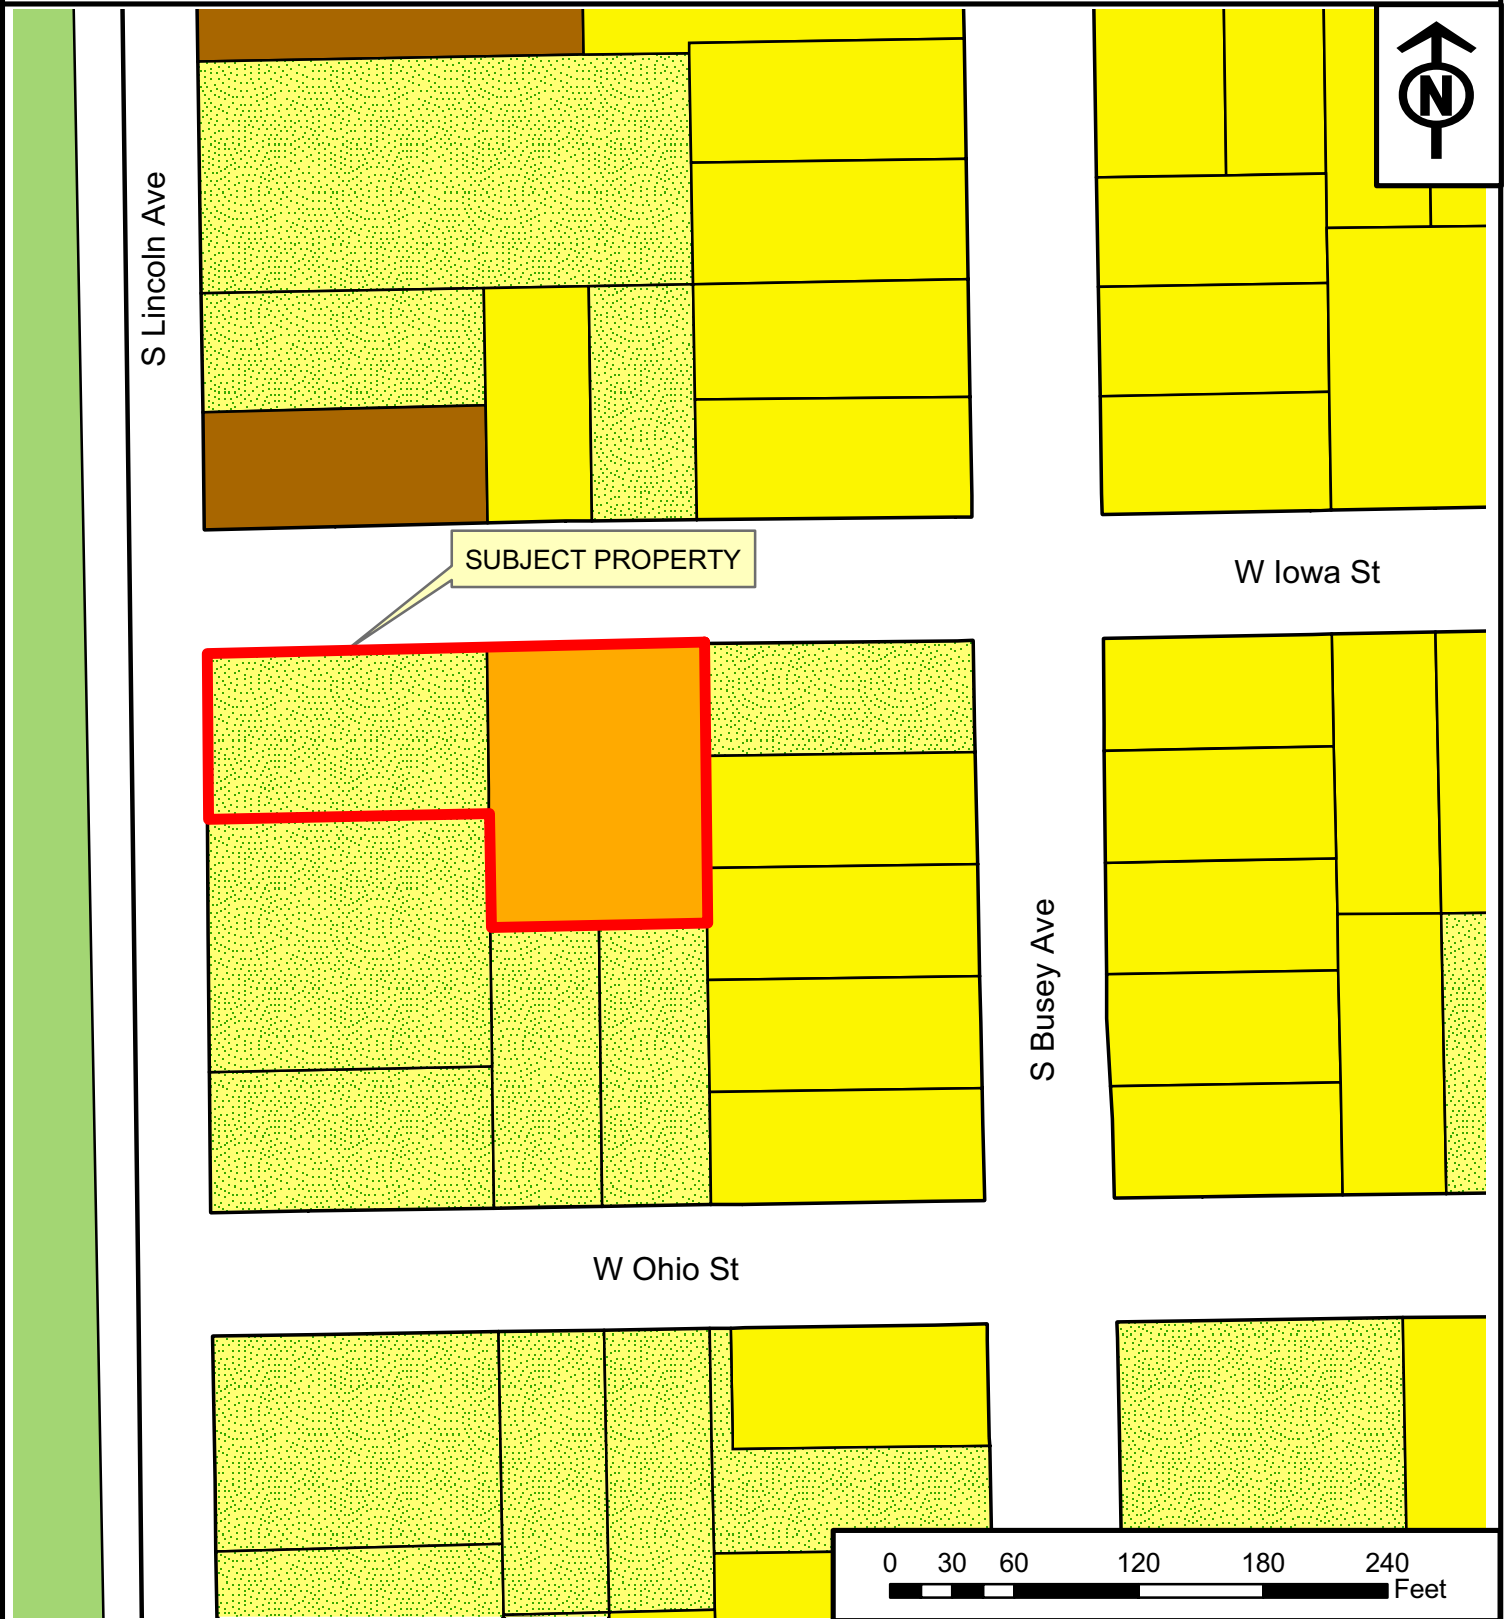 N
S Lincoln Ave
SUBJECT PROPERTY
W Iowa St
S Busey Ave
W Ohio St
0 30 60 120 180 240
Feet